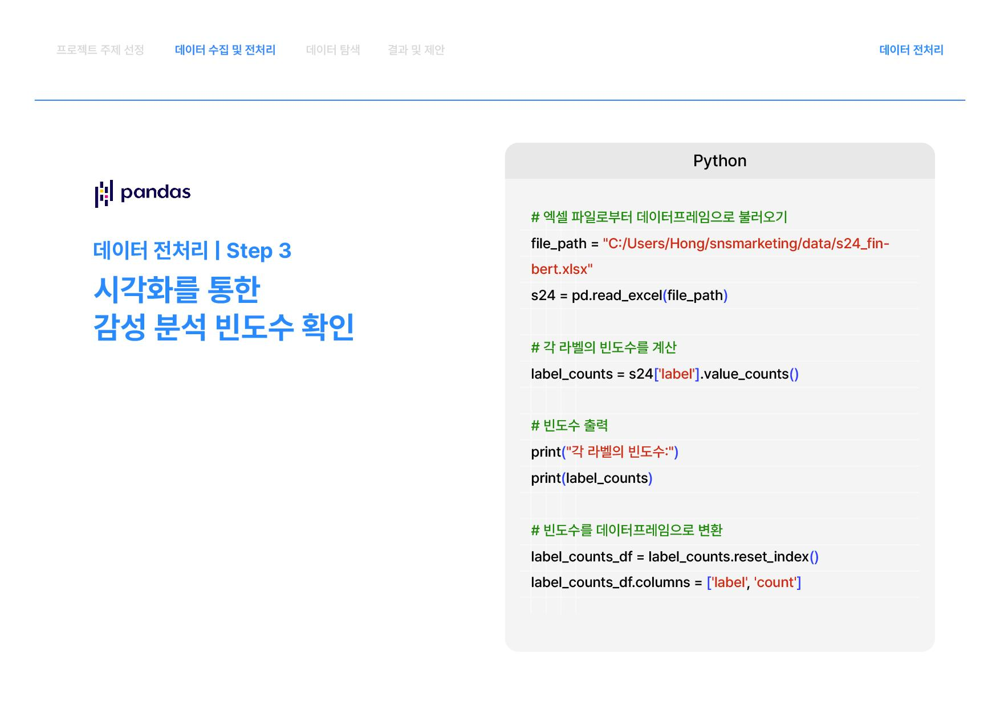 프로젝트 주제 선정 데이터 수집 및 전처리 데이터 탐색 결과 및 제안 데이터 전처리
pandas
데이터 전처리 | Step 3
시각화를 통한
감성 분석 빈도수 확인
Python
# 엑셀 파일로부터 데이터프레임으로 불러오기
file_path = "C:/Users/Hong/snsmarketing/data/s24_fin-
bert.xlsx"
s24 = pd.read_excel(file_path)
# 각 라벨의 빈도수를 계산
label_counts = s24['label'].value_counts()
# 빈도수 출력
print("각 라벨의 빈도수:")
print(label_counts)
# 빈도수를 데이터프레임으로 변환
label_counts_df = label_counts.reset_index()
label_counts_df.columns = ['label', 'count']